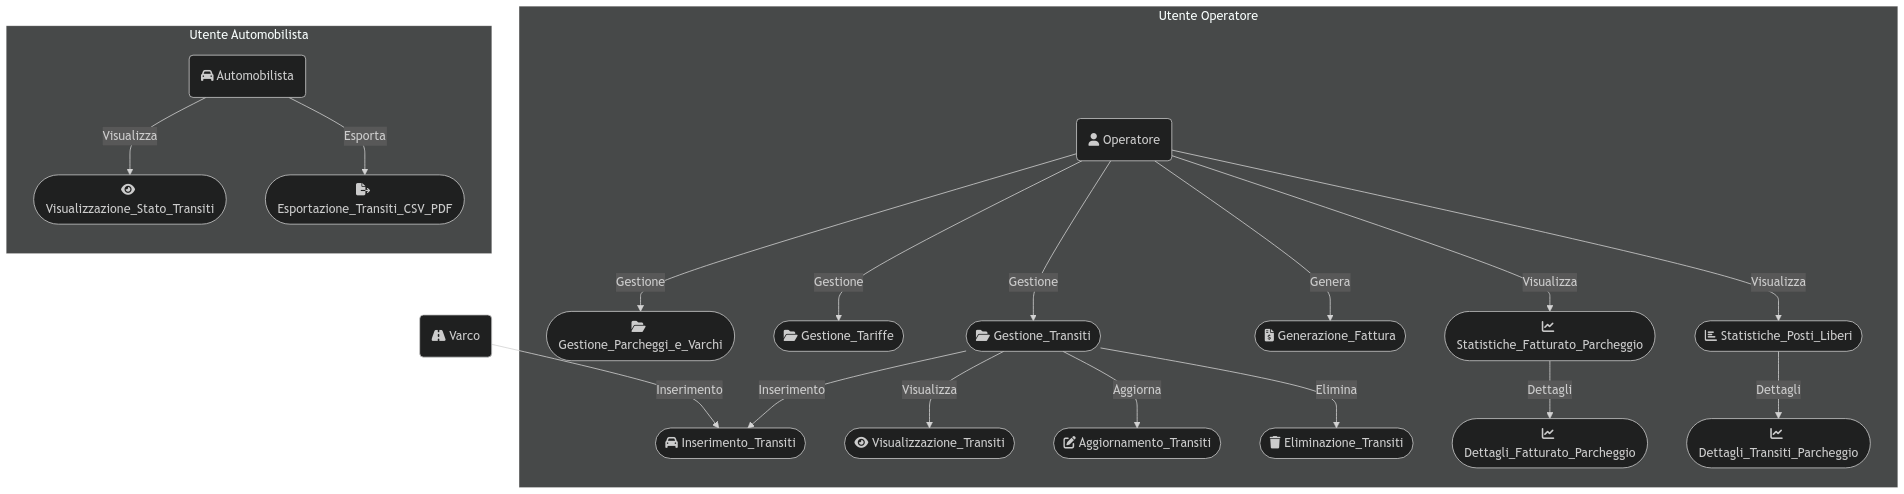 Utente Automobilista
Automobilista
Visualizza
Esporta
Visualizzazione_Stato_Transiti
Esportazione_Transiti_CSV_PDF
Varco
Utente Operatore
Operatore
Gestione
Gestione
Gestione
Genera
Visualizza
Visualizza
Gestione_Parcheggi_e_Varchi
Gestione_Tariffe
Gestione_Transiti
Generazione_Fattura
Statistiche_Fatturato_Parcheggio
Statistiche_Posti_Liberi
Inserimento
Inserimento
Visualizza
Aggiorna
Elimina
Dettagli
Dettagli
Inserimento_Transiti
Visualizzazione_Transiti
Aggiornamento_Transiti
Eliminazione_Transiti
Dettagli_Fatturato_Parcheggio
Dettagli_Transiti_Parcheggio